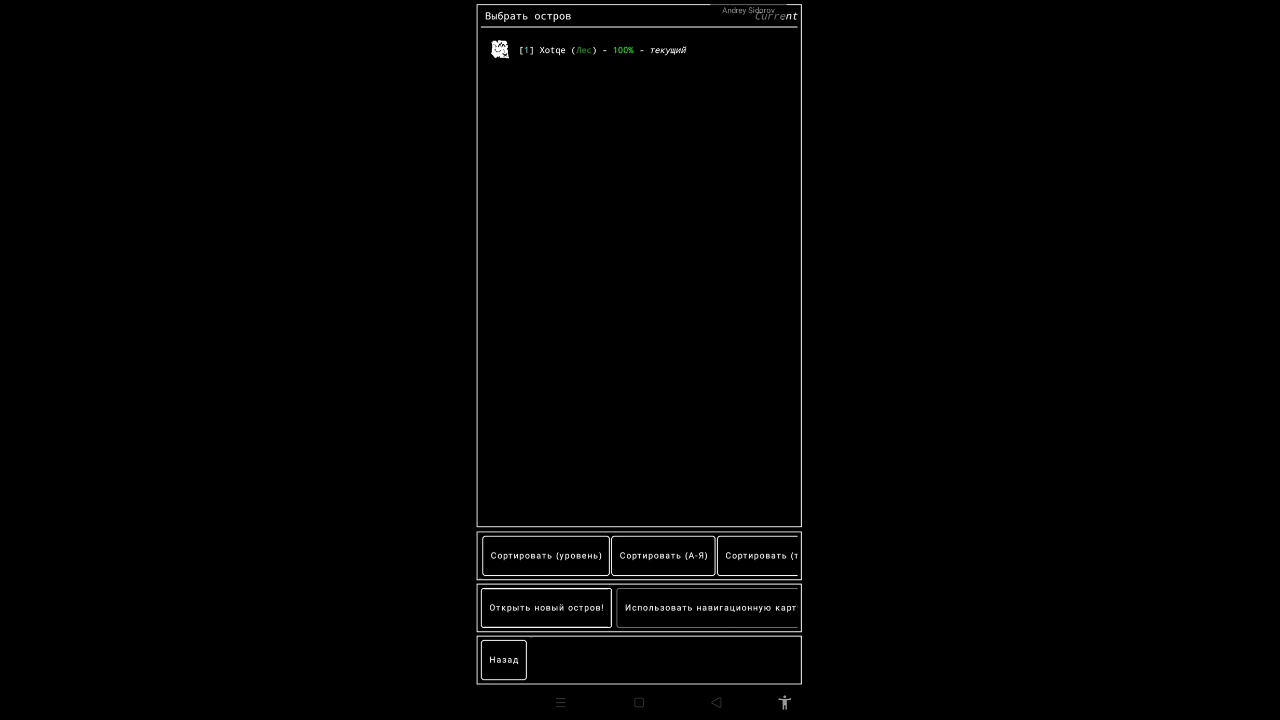 Выбрать остров
Andrey Sidorov
Current
[1] Xotqe (Лес) - 100% - текущий
Сортировать (уровень) Сортировать (А-Я) Сортировать (т
Открыть новый остров! Использовать навигационную карт
Назад